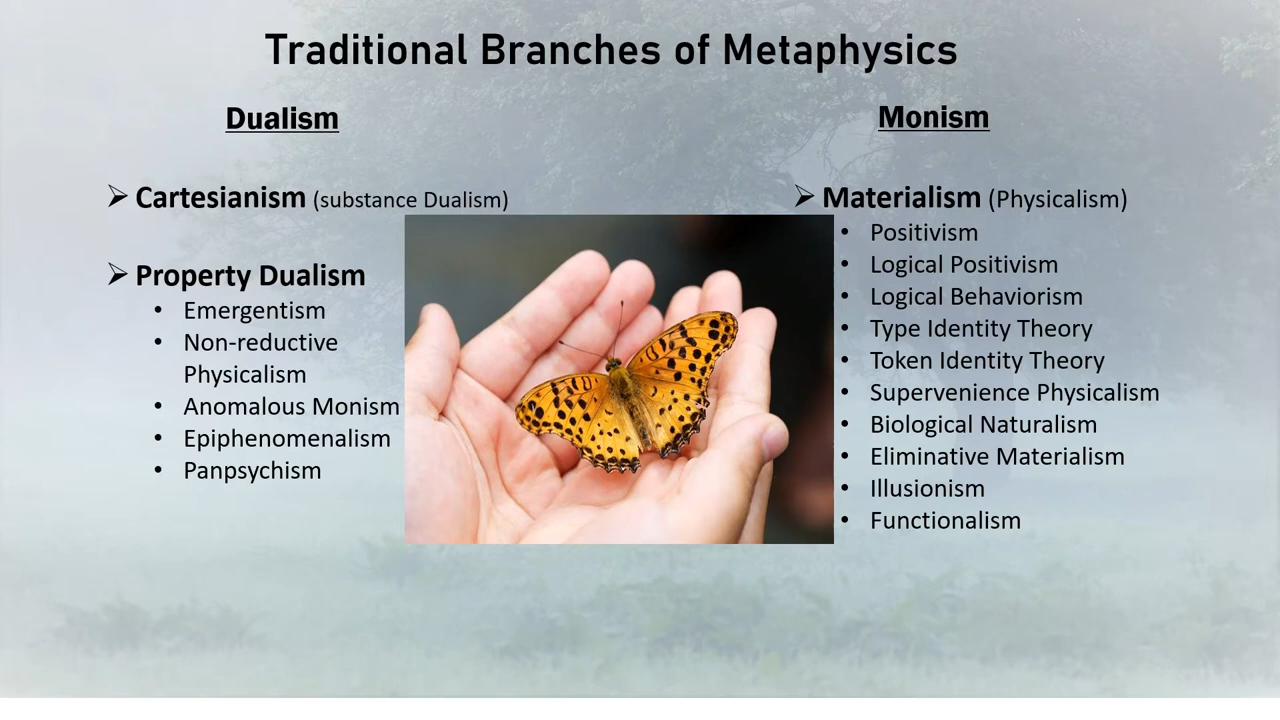 Traditional Branches of Metaphysics
Dualism
Cartesianism (substance Dualism)
Property Dualism
Emergentism
Non-reductive
Physicalism
Anomalous Monism
Epiphenomenalism
Panpsychism
Monism
Materialism (Physicalism)
Positivism
Logical Positivism
Logical Behaviorism
Type Identity Theory
Token Identity Theory
Supervenience Physicalism
Biological Naturalism
Eliminative Materialism
Illusionism
Functionalism